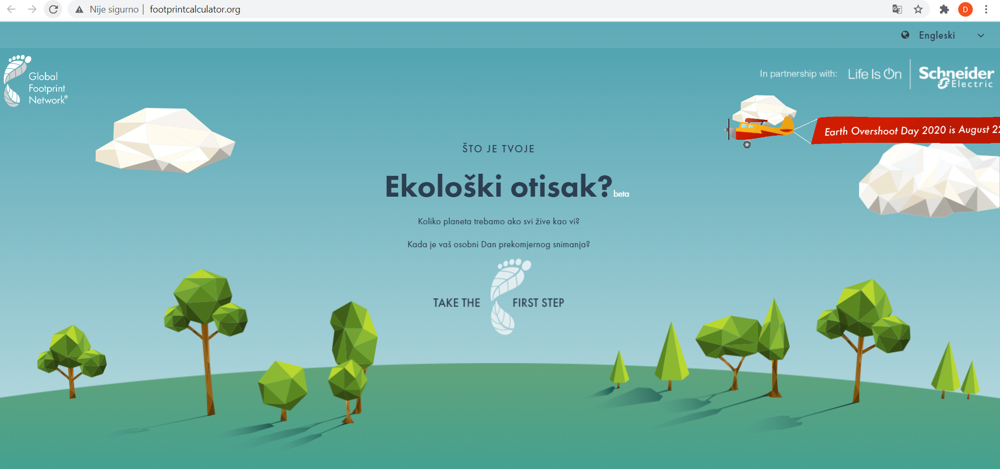 Nije sigurno | footprintcalculator.org
D
Engleski
Global
Footprint
Network®
In partnership with: Life Is On | Schneider
Electric
Earth Overshoot Day 2020 is August 22
ŠTO JE TVOJE
Ekološki otisak? beta
Koliko planeta trebamo ako svi žive kao vi?
Kada je vaš osobni Dan prekomjernog snimanja?
TAKE THE FIRST STEP